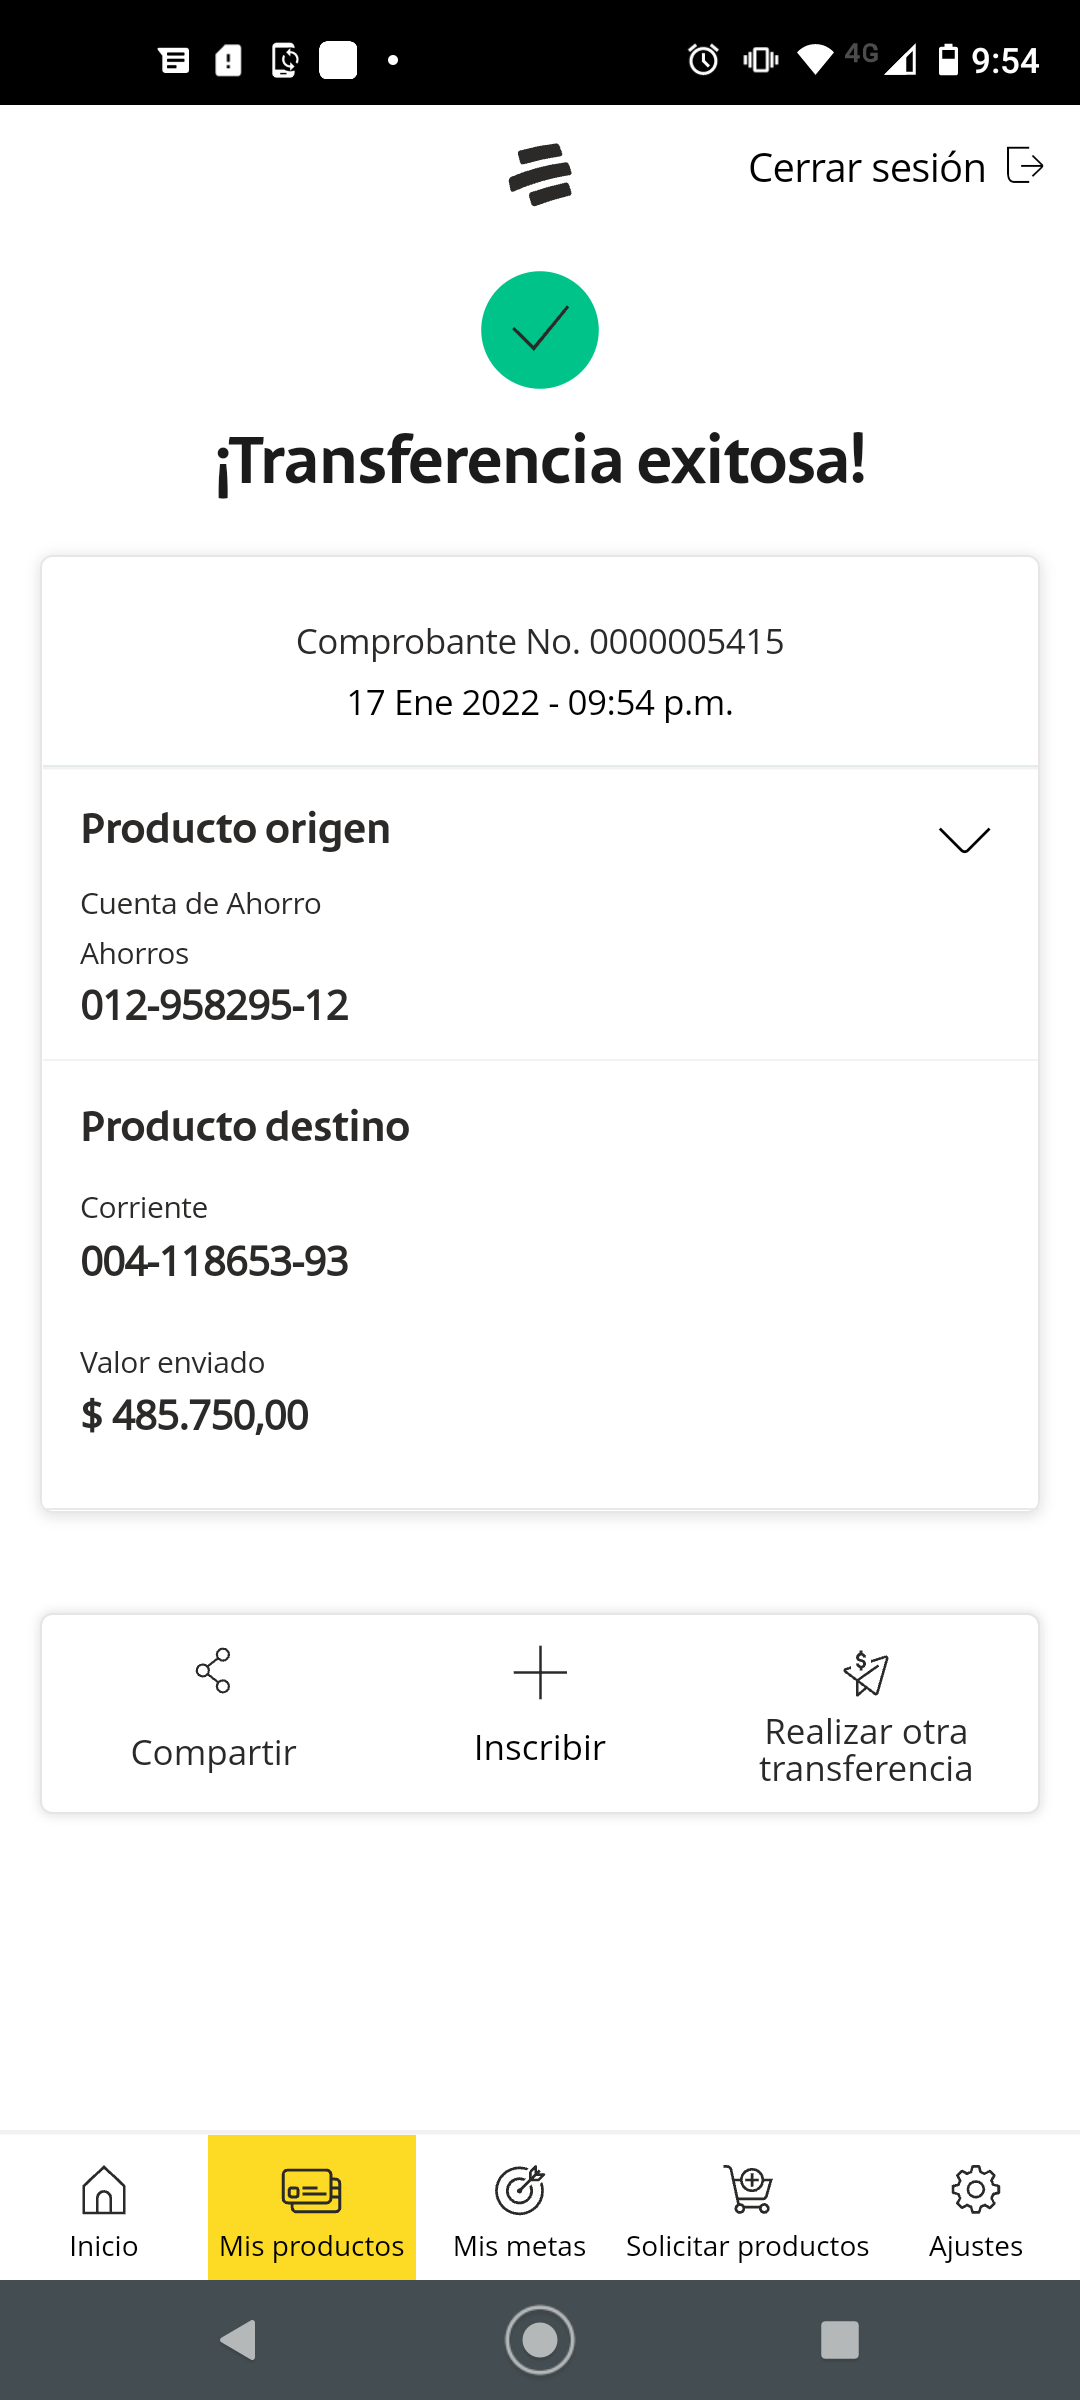 4G 9:54
Cerrar sesión
¡Transferencia exitosa!
Comprobante No. 0000005415
17 Ene 2022 - 09:54 p.m.
Producto origen
Cuenta de Ahorro
Ahorros
012-958295-12
Producto destino
Corriente
004-118653-93
Valor enviado
$ 485.750,00
Compartir
Inscribir
Realizar otra
transferencia
Inicio
Mis productos
Mis metas
Solicitar productos
Ajustes